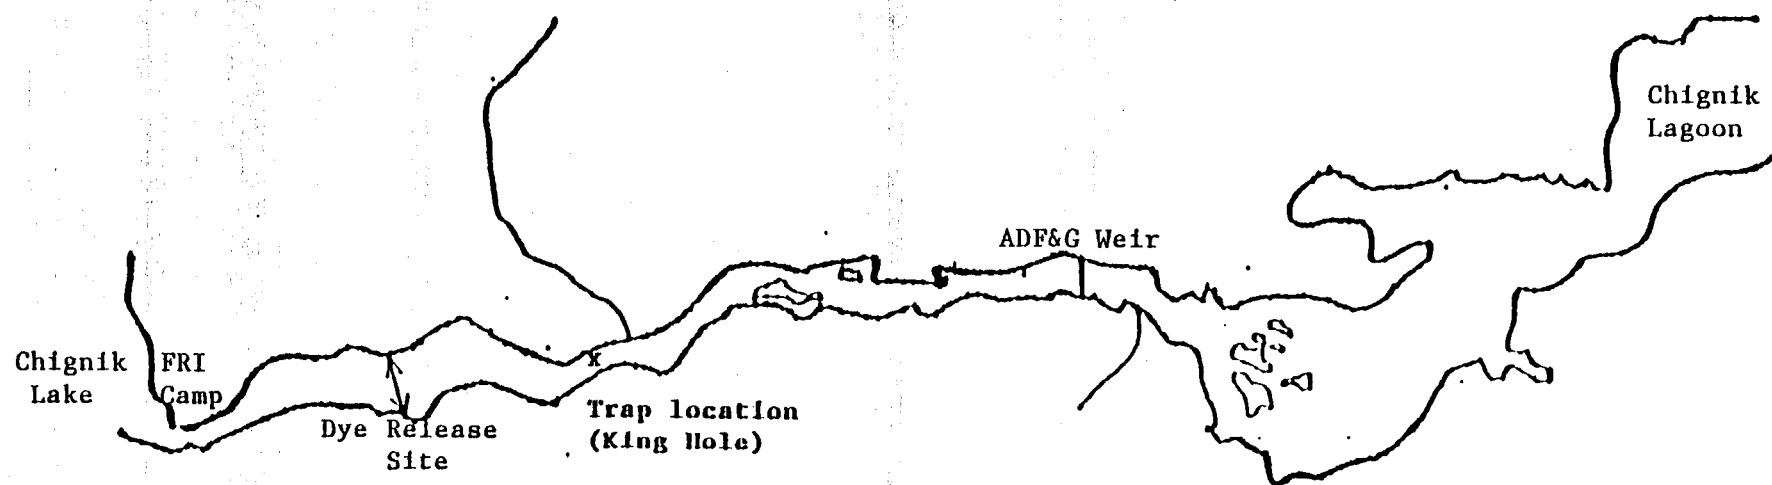 Chignik
Lagoon
ADF&G Weir
Chignik
Lake
FRI
Camp
x
Dye Release
Site
Trap location
(King Hole)